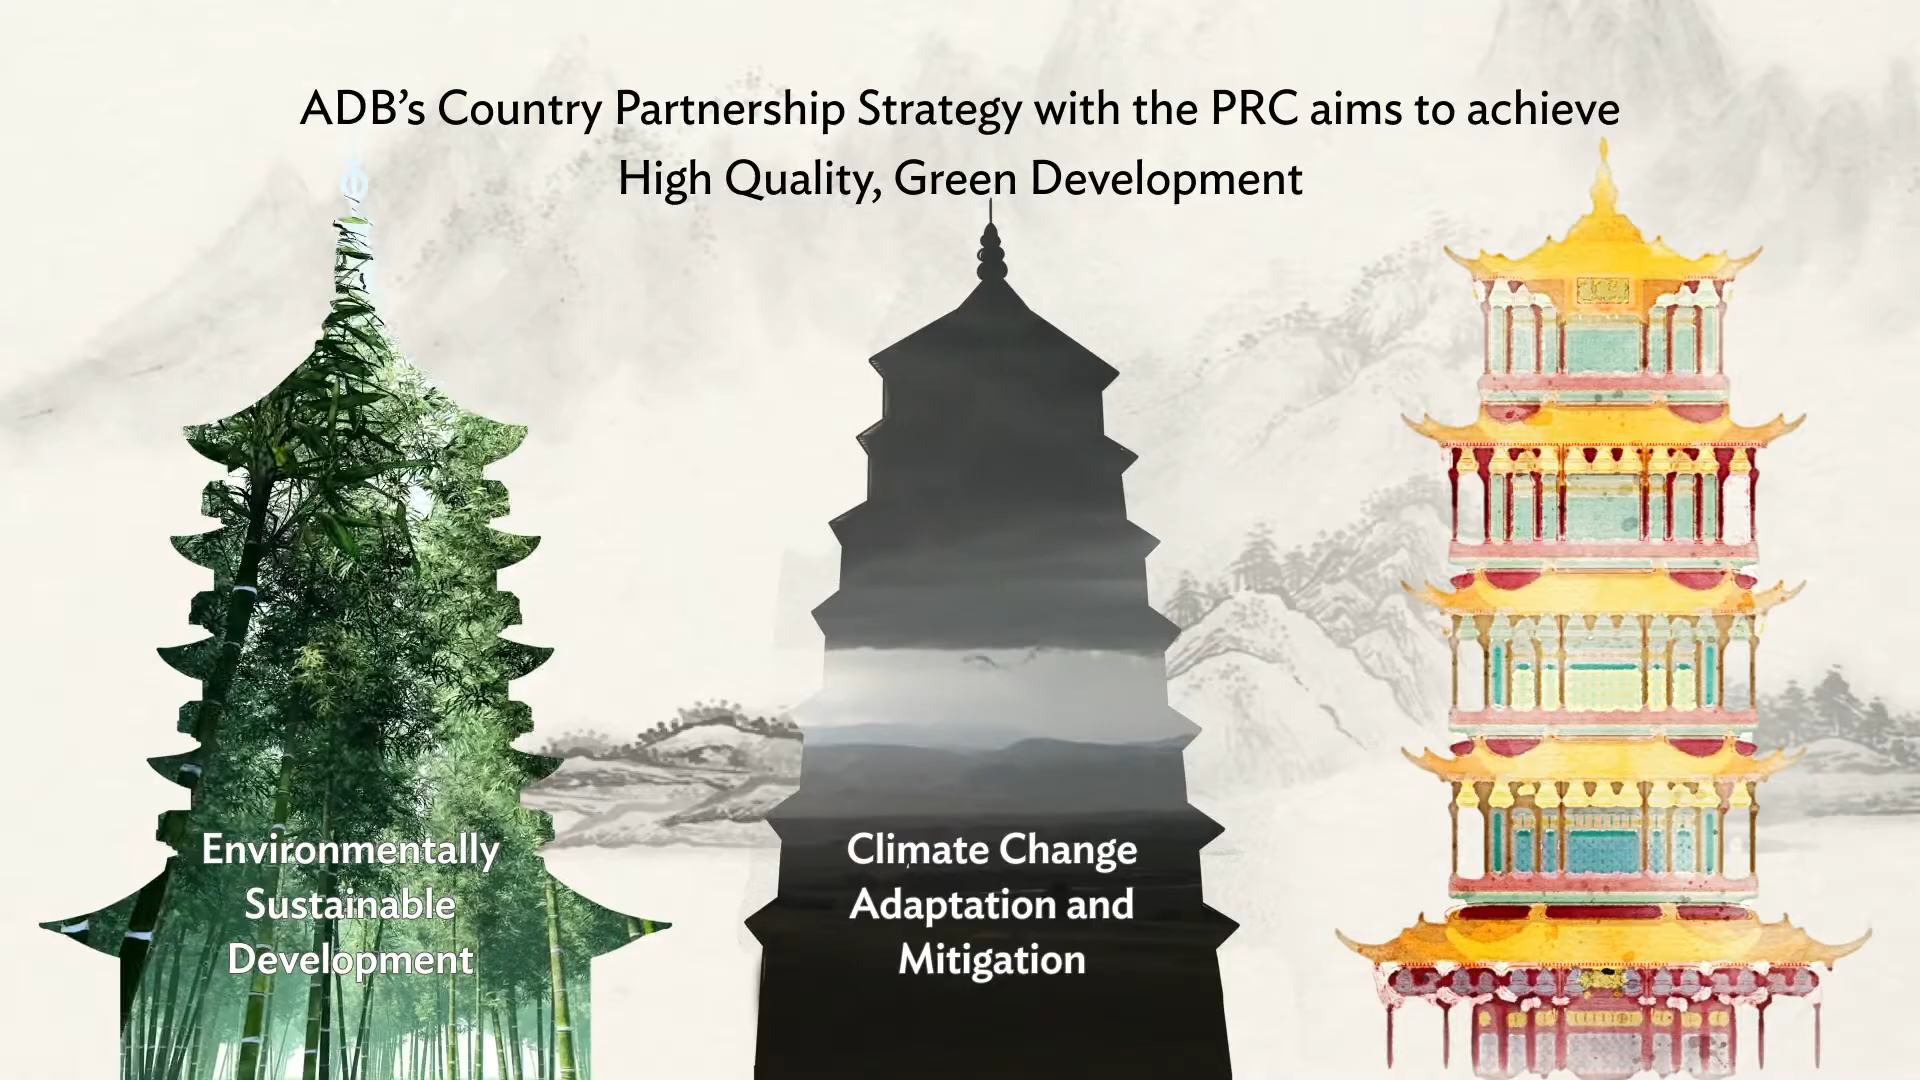 ADB’s Country Partnership Strategy with the PRC aims to achieve
High Quality, Green Development
Environmentally
Sustainable
Development
Climate Change
Adaptation and
Mitigation